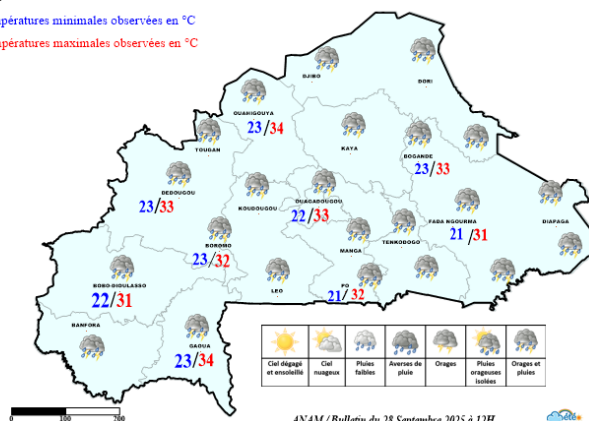 pératures minimales observées en °C
pératures maximales observées en °C
DJIBO
DORI
OUAHIGOUYA
23/34
TOUGAN
KAYA
BOGANDE
23/33
DEDOUGOU
23/33
KOUDOUGOU
OUAGADOUGOU
22/33
FADA NGOURMA
21/31
DIAPAGA
BOROMO
23/32
MANGA
TENKODOGO
BOBO-DIOULASSO
22/31
LEO
PO
21/32
BANFORA
GAOUA
23/34
Ciel dégagé et ensoleillé
Ciel nuageux
Pluies faibles
Averses de pluie
Orages
Pluies orageuses isolées
Orages et pluies
0 100 200
ANAM / Bulletin du 28 Septembre 2025 à 12H
été